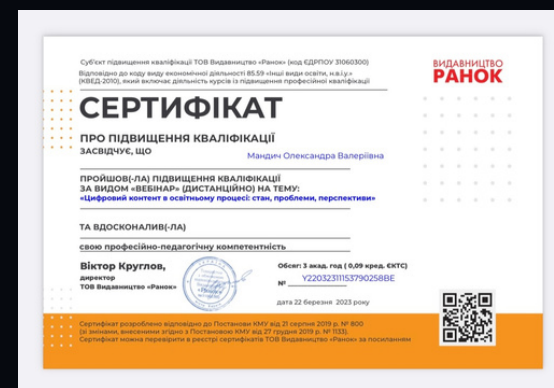 Суб'єкт підвищення кваліфікації ТОВ Видавництво «Ранок» (код ЄДРПОУ 31060300)
Відповідно до коду виду економічної діяльності 85.59 «Інші види освіти, н.в.і.у.»
(КВЕД-2010), який включає діяльність курсів із підвищення професійної кваліфікації
ВИДАВНИЦТВО
РАНОК
СЕРТИФІКАТ
ПРО ПІДВИЩЕННЯ КВАЛІФІКАЦІЇ
ЗАСВІДЧУЄ, ЩО
Мандич Олександра Валеріївна
ПРОЙШОВ(-ЛА) ПІДВИЩЕННЯ КВАЛІФІКАЦІЇ
ЗА ВИДОМ «ВЕБІНАР» (ДИСТАНЦІЙНО) НА ТЕМУ:
«Цифровий контент в освітньому процесі: стан, проблеми, перспективи»
ТА ВДОСКОНАЛИВ(-ЛА)
свою професійно-педагогічну компетентність
Віктор Круглов,
директор
ТОВ Видавництво «Ранок»
Обсяг: 3 акад. год ( 0,09 кред. ЄКТС)
№ Y22032311153790258BE
дата 22 березня 2023 року
Сертифікат розроблено відповідно до Постанови КМУ від 21 серпня 2019 р. № 800
(зі змінами, внесеними згідно з Постановою КМУ від 27 грудня 2019 р. № 1133).
Сертифікат можна перевірити в реєстрі сертифікатів ТОВ Видавництво «Ранок» за посиланням